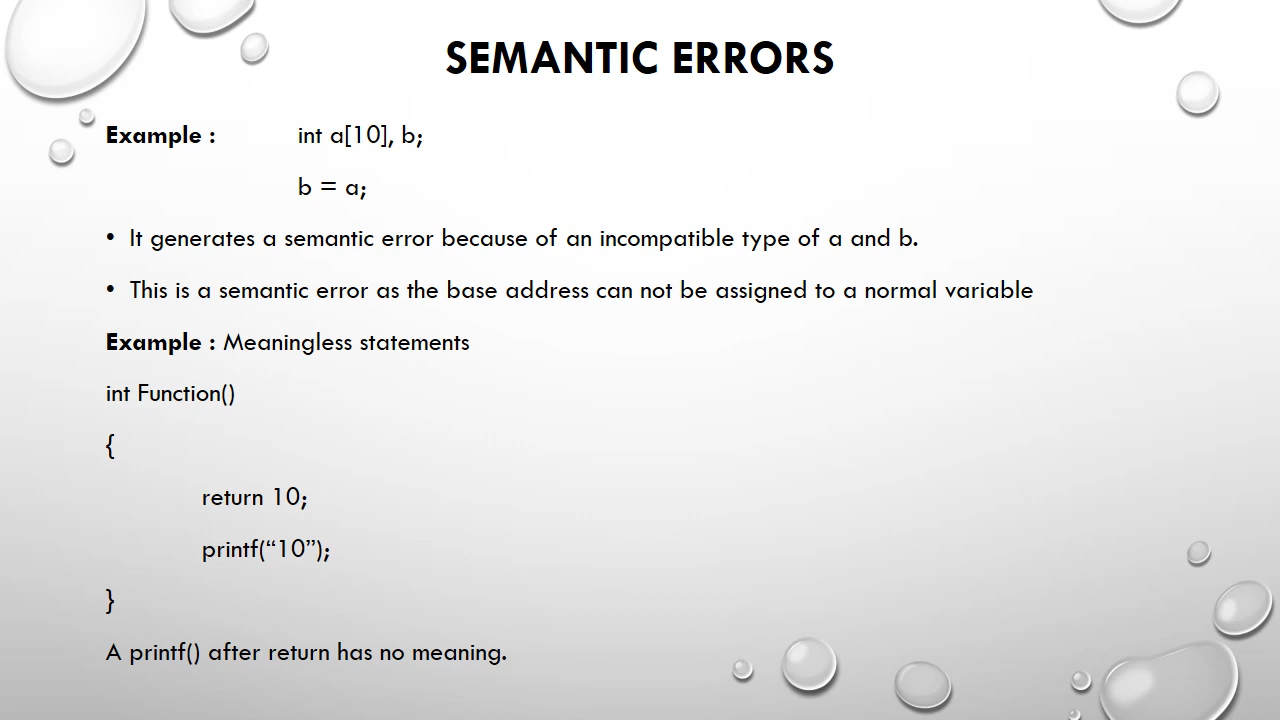 SEMANTIC ERRORS
Example : int a[10], b;
b = a;
• It generates a semantic error because of an incompatible type of a and b.
• This is a semantic error as the base address can not be assigned to a normal variable
Example : Meaningless statements
int Function()
{
return 10;
printf(“10”);
}
A printf() after return has no meaning.